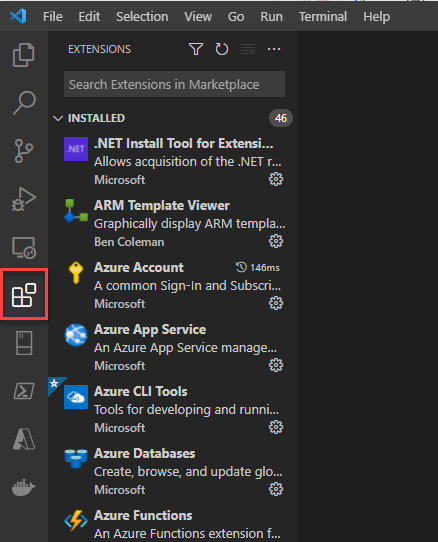 File Edit Selection View Go Run Terminal Help
EXTENSIONS
Search Extensions in Marketplace
INSTALLED 46
.NET Install Tool for Extensi...
Allows acquisition of the .NET r...
Microsoft
ARM Template Viewer
Graphically display ARM templa...
Ben Coleman
Azure Account 146ms
A common Sign-In and Subscri...
Microsoft
Azure App Service
An Azure App Service manage...
Microsoft
Azure CLI Tools
Tools for developing and runni...
Microsoft
Azure Databases
Create, browse, and update glo...
Microsoft
Azure Functions
An Azure Functions extension f...